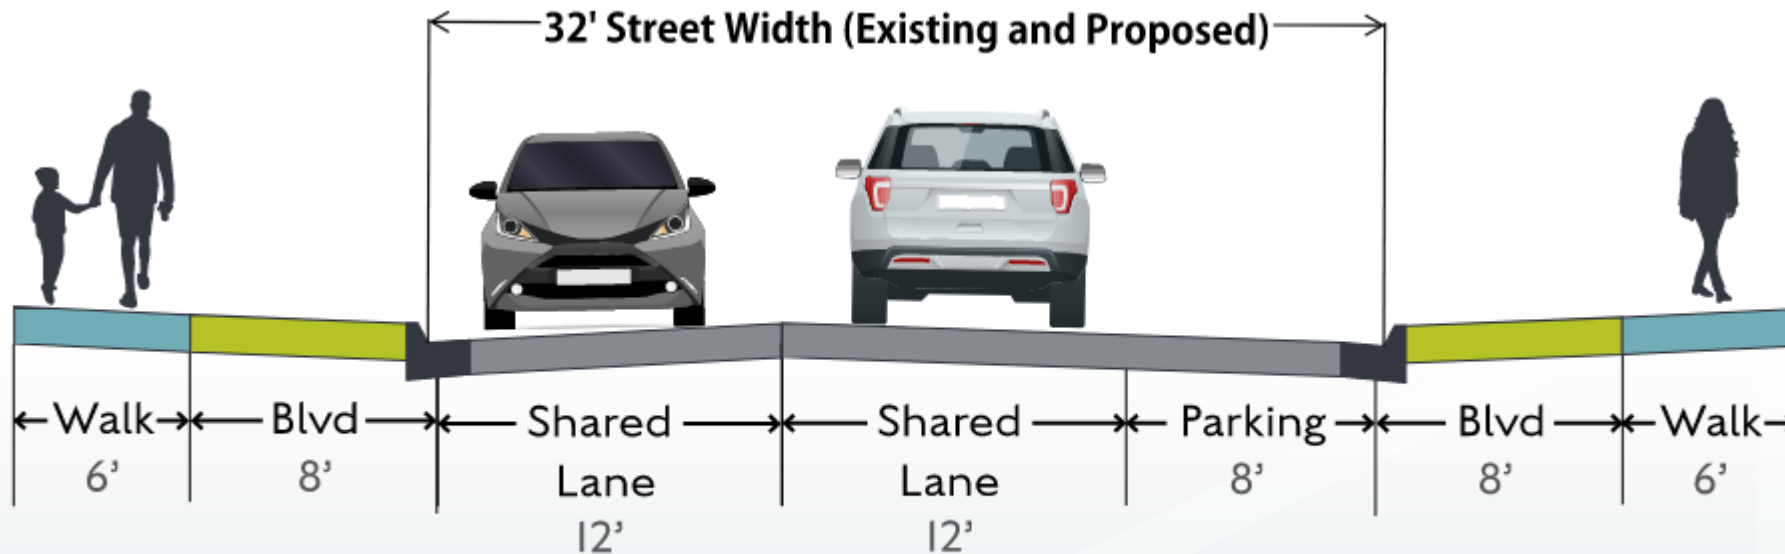 32' Street Width (Existing and Proposed)
Walk Blvd Shared Shared Parking Blvd Walk
6' 8' Lane Lane 8' 8' 6'
12' 12'